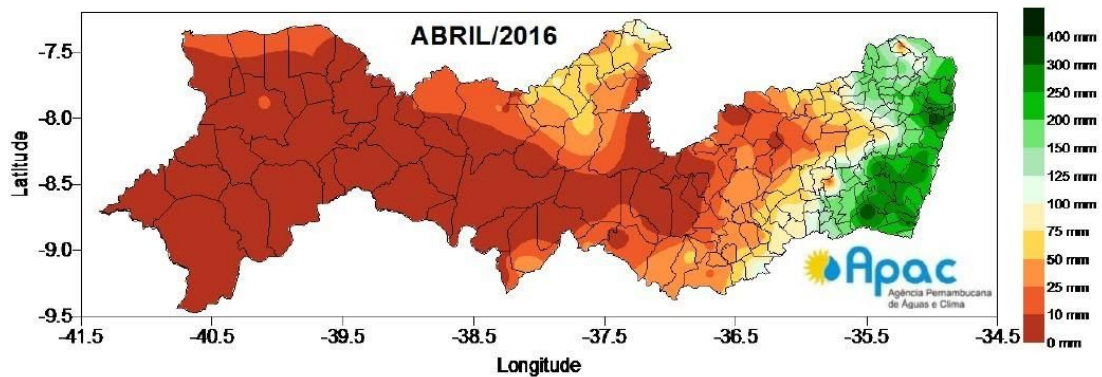 ABRIL/2016
Latitude
-7.5
-8.0
-8.5
-9.0
-9.5
-41.5 -40.5 -39.5 -38.5 -37.5 -36.5 -35.5 -34.5
Longitude
Apac
Agência Pernambucana
de Águas e Clima
400 mm
300 mm
250 mm
200 mm
150 mm
125 mm
100 mm
75 mm
50 mm
25 mm
10 mm
0 mm